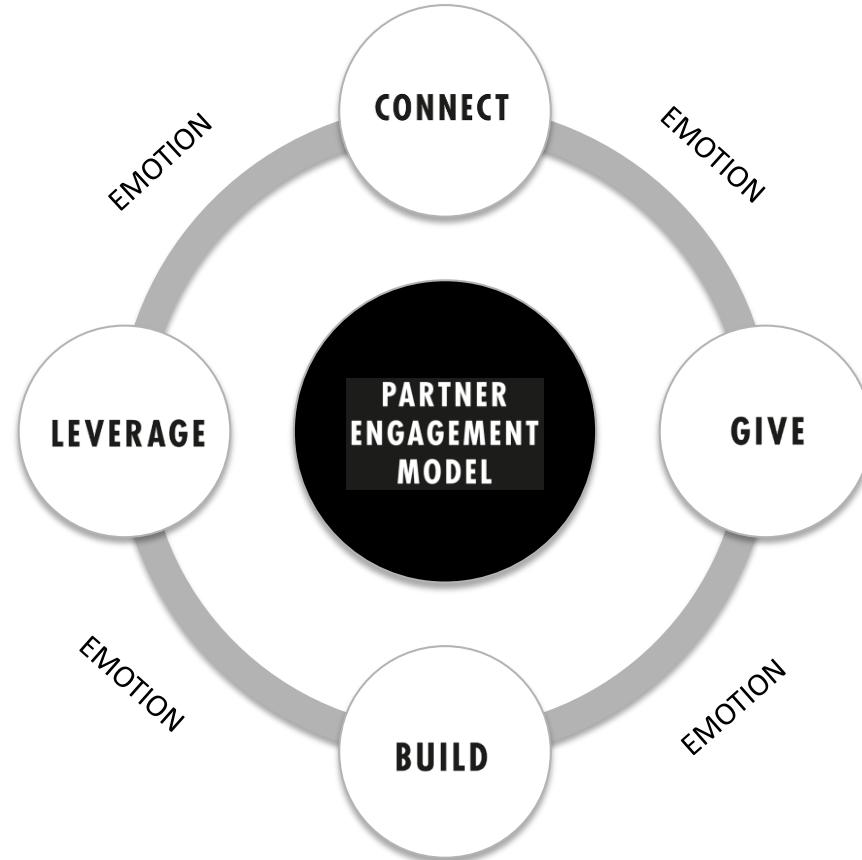 CONNECT
EMOTION
EMOTION
LEVERAGE
PARTNER
ENGAGEMENT
MODEL
GIVE
EMOTION
EMOTION
BUILD